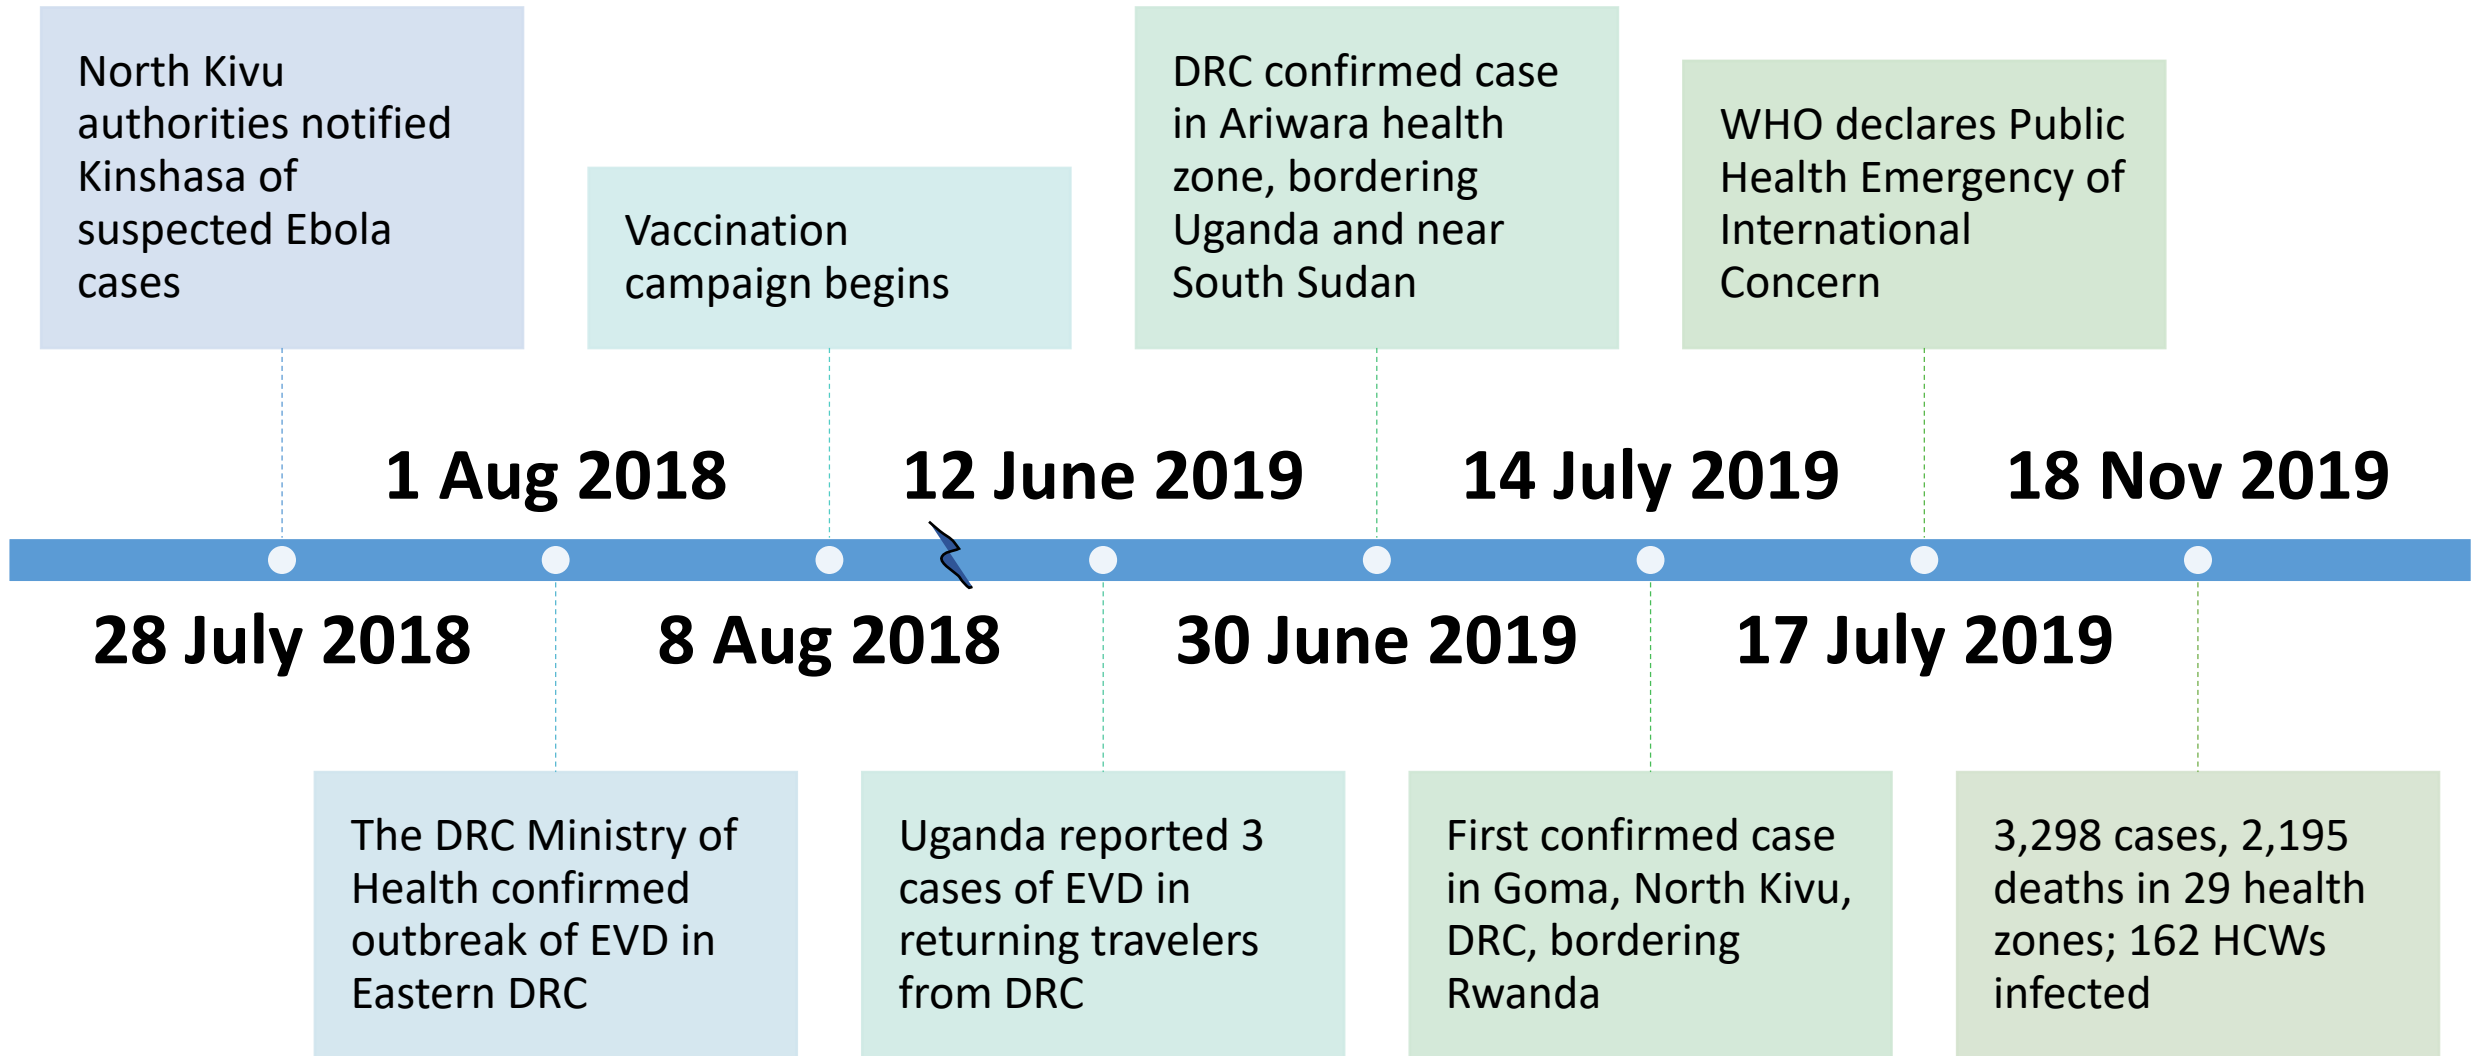 North Kivu
authorities notified
Kinshasa of
suspected Ebola
cases
Vaccination
campaign begins
DRC confirmed case
in Ariwara health
zone, bordering
Uganda and near
South Sudan
WHO declares Public
Health Emergency of
International
Concern
1 Aug 2018
12 June 2019
14 July 2019
18 Nov 2019
28 July 2018
8 Aug 2018
30 June 2019
17 July 2019
The DRC Ministry of
Health confirmed
outbreak of EVD in
Eastern DRC
Uganda reported 3
cases of EVD in
returning travelers
from DRC
First confirmed case
in Goma, North Kivu,
DRC, bordering
Rwanda
3,298 cases, 2,195
deaths in 29 health
zones; 162 HCWs
infected